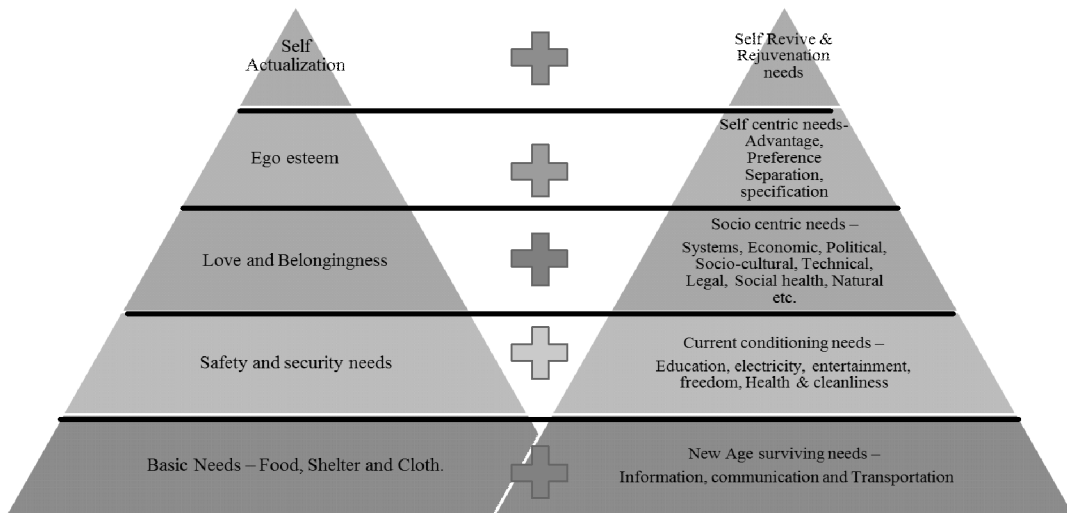 Self
Actualization
Self Revive &
Rejuvenation
needs
Ego esteem
Self centric needs-
Advantage,
Preference
Separation,
specification
Love and Belongingness
Socio centric needs –
Systems, Economic, Political,
Socio-cultural, Technical,
Legal, Social health, Natural
etc.
Safety and security needs
Current conditioning needs –
Education, electricity, entertainment,
freedom, Health & cleanliness
Basic Needs – Food, Shelter and Cloth.
New Age surviving needs –
Information, communication and Transportation